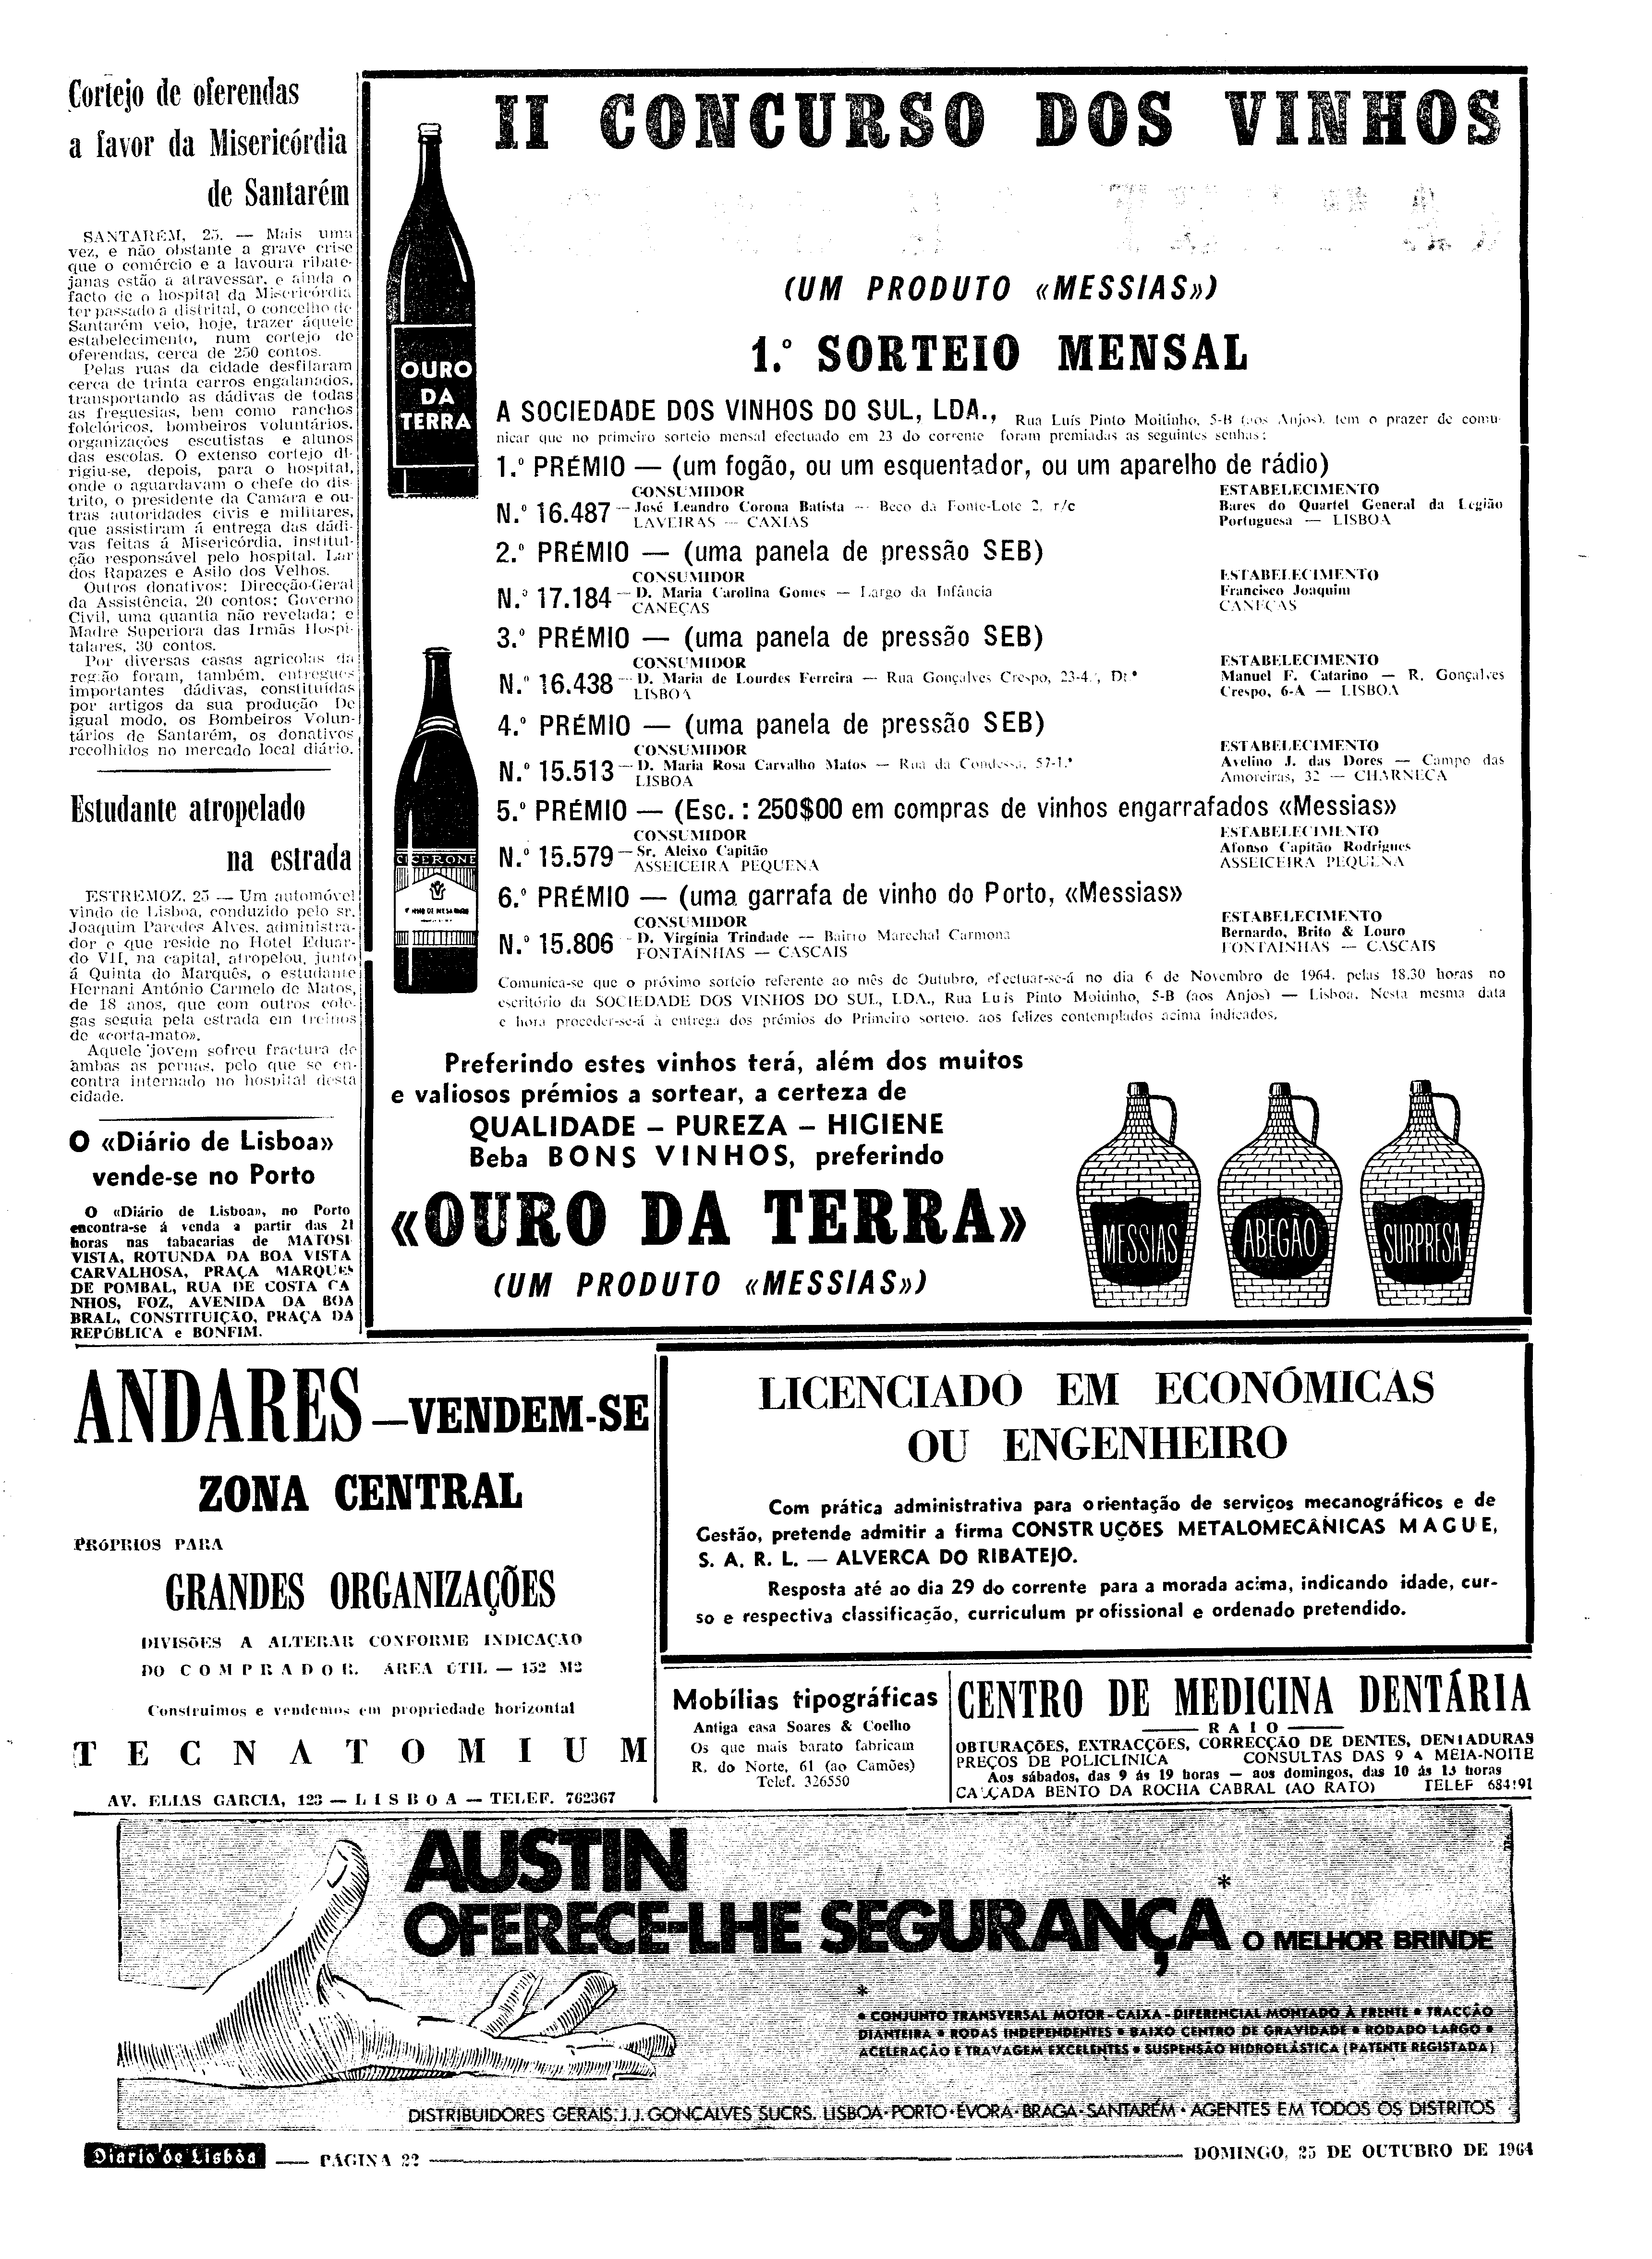 Cortejo de oferendas
a favor da Misericórdia
de Santarém
SANTARÉM, 25. — Mais uma
vez, e não obstante a grave crise
que o comércio e a lavoura ribate-
janas estão a atravessar, e ainda o
facto de o hospital da Misericórdia
ter passado a distrital, o concelho de
Santarém veio, hoje, trazer áquele
estabelecimento, num cortejo de
oferendas, cerca de 250 contos.
Pelas ruas da cidade desfilaram
cerca de trinta carros engalanados,
transportando as dádivas de todas
as freguesias, bem como ranchos
folclóricos, bombeiros voluntários,
organizações escutistas e alunos
das escolas. O extenso cortejo di-
rigiu-se, depois, para o hospital,
onde o aguardavam o chefe do dis-
trito, o presidente da Camara e ou-
tras autoridades civis e militares,
que assistiram á entrega das dádi-
vas feitas á Misericórdia, institui-
ção responsável pelo hospital, Lar
dos Rapazes e Asilo dos Velhos.
Outros donativos: Direcção-Geral
da Assistência, 20 contos; Governo
Civil, uma quantia não revelada; e
Madre Superiora das Irmãs Hospi-
talares, 30 contos.
Por diversas casas agrícolas da
região foram, também, entregues
importantes dádivas, constituídas
por artigos da sua produção De
igual modo, os Bombeiros Volun-
tários de Santarém, os donativos
recolhidos no mercado local diário.
Estudante atropelado
na estrada
ESTREMOZ, 25 — Um automóvel
vindo de Lisboa, conduzido pelo sr.
Joaquim Paredes Alves, administra-
dor e que reside no Hotel Eduar-
do VII, na capital, atropelou, junto
á Quinta do Marquês, o estudante
Hernani António Carmelo de Matos,
de 18 anos, que com outros cole-
gas seguia pela estrada em treinos
de «corta-mato».
Aquele jovem sofreu fractura de
ambas as pernas, pelo que se en-
contra internado no hospital desta
cidade.
O «Diário de Lisboa»
vende-se no Porto
O «Diário de Lisboa», no Porto
encontra-se á venda a partir das 21
horas nas tabacarias de MATOSI
VISTA, ROTUNDA DA BOA VISTA
CARVALHOSA, PRAÇA MARQUES
DE POMBAL, RUA DE COSTA CA
NHOS, FOZ, AVENIDA DA BOA
BRAL, CONSTITUIÇÃO, PRAÇA DA
REPÚBLICA e BONFIM.
II CONCURSO DOS VINHOS
(UM PRODUTO «MESSIAS»)
1.º SORTEIO MENSAL
OURO
DA
TERRA
A SOCIEDADE DOS VINHOS DO SUL, LDA., Rua Luís Pinto Moitinho, 5-B (aos Anjos), tem o prazer de comu-
nicar que no primeiro sorteio mensal efectuado em 23 do corrente foram premiadas as seguintes senhas:
1.º PRÉMIO — (um fogão, ou um esquentador, ou um aparelho de rádio)
CONSUMIDOR ESTABELECIMENTO
N.º 16.487 — José Leandro Corona Batista — Beco da Fonte-Lote 2, r/c Bares do Quartel General da Legião
LAVEIRAS — CAXIAS Portuguesa — LISBOA
2.º PRÉMIO — (uma panela de pressão SEB)
CONSUMIDOR ESTABELECIMENTO
N.º 17.184 — D. Maria Carolina Gomes — Largo da Infância Francisco Joaquim
CANEÇAS CANEÇAS
3.º PRÉMIO — (uma panela de pressão SEB)
CONSUMIDOR ESTABELECIMENTO
N.º 16.438 — D. Maria de Lourdes Ferreira — Rua Gonçalves Crespo, 23-4., Dtº Manuel F. Catarino — R. Gonçalves
LISBOA Crespo, 6-A — LISBOA
4.º PRÉMIO — (uma panela de pressão SEB)
CONSUMIDOR ESTABELECIMENTO
N.º 15.513 — D. Maria Rosa Carvalho Matos — Rua da Condessa, 57-1.º Avelino J. das Dores — Campo das
LISBOA Amoreiras, 32 — CHARNECA
5.º PRÉMIO — (Esc.: 250$00 em compras de vinhos engarrafados «Messias»
CONSUMIDOR ESTABELECIMENTO
N.º 15.579 — Sr. Aleixo Capitão Afonso Capitão Rodrigues
ASSEICEIRA PEQUENA ASSEICEIRA PEQUENA
6.º PRÉMIO — (uma garrafa de vinho do Porto, «Messias»
CONSUMIDOR ESTABELECIMENTO
N.º 15.806 — D. Virgínia Trindade — Bairro Marechal Carmona Bernardo, Brito & Louro
FONTAINHAS — CASCAIS FONTAINHAS — CASCAIS
CICERONE
Comunica-se que o próximo sorteio referente ao mês de Outubro, efectuar-se-á no dia 6 de Novembro de 1964, pelas 18.30 horas no
escritório da SOCIEDADE DOS VINHOS DO SUL, LDA., Rua Luís Pinto Moitinho, 5-B (aos Anjos) — Lisboa. Nesta mesma data
e hora proceder-se-á à entrega dos prémios do Primeiro sorteio, aos felizes contemplados acima indicados.
Preferindo estes vinhos terá, além dos muitos
e valiosos prémios a sortear, a certeza de
QUALIDADE – PUREZA – HIGIENE
Beba BONS VINHOS, preferindo
«OURO DA TERRA»
(UM PRODUTO «MESSIAS»)
MESSIAS
ABEGÃO
SURPRESA
ANDARES — VENDEM-SE
ZONA CENTRAL
PRÓPRIOS PARA
GRANDES ORGANIZAÇÕES
DIVISÕES A ALTERAR CONFORME INDICAÇÃO
DO COMPRADOR. ÁREA ÚTIL — 152 M2
Construimos e vendemos em propriedade horizontal
TECNATOMIUM
AV. ELIAS GARCIA, 123 — LISBOA — TELEF. 762367
LICENCIADO EM ECONÓMICAS
OU ENGENHEIRO
Com prática administrativa para orientação de serviços mecanográficos e de
Gestão, pretende admitir a firma CONSTRUÇÕES METALOMECÂNICAS MAGUE,
S. A. R. L. — ALVERCA DO RIBATEJO.
Resposta até ao dia 29 do corrente para a morada acima, indicando idade, cur-
so e respectiva classificação, curriculum profissional e ordenado pretendido.
Mobílias tipográficas
Antiga casa Soares & Coelho
Os que mais barato fabricam
R. do Norte, 61 (ao Camões)
Telef. 326550
CENTRO DE MEDICINA DENTÁRIA
RAIO
OBTURAÇÕES, EXTRACÇÕES, CORRECÇÃO DE DENTES, DENTADURAS
PREÇOS DE POLICLÍNICA CONSULTAS DAS 9 A MEIA-NOITE
Aos sábados, das 9 ás 19 horas — aos domingos, das 10 ás 13 horas
CALÇADA BENTO DA ROCHA CABRAL (AO RATO) TELEF 684191
AUSTIN
OFERECE-LHE SEGURANÇA * O MELHOR BRINDE
*
• CONJUNTO TRANSVERSAL MOTOR-CAIXA-DIFERENCIAL MONTADO À FRENTE • TRACÇÃO
DIANTEIRA • RODAS INDEPENDENTES • BAIXO CENTRO DE GRAVIDADE • RODADO LARGO •
ACELERAÇÃO E TRAVAGEM EXCELENTES • SUSPENSÃO HIDROELÁSTICA (PATENTE REGISTADA)
DISTRIBUIDORES GERAIS: J. J. GONÇALVES SUCRS. LISBOA • PORTO • ÉVORA • BRAGA • SANTARÉM • AGENTES EM TODOS OS DISTRITOS
Diario de Lisbôa — PÁGINA 22 — DOMINGO, 25 DE OUTUBRO DE 1964